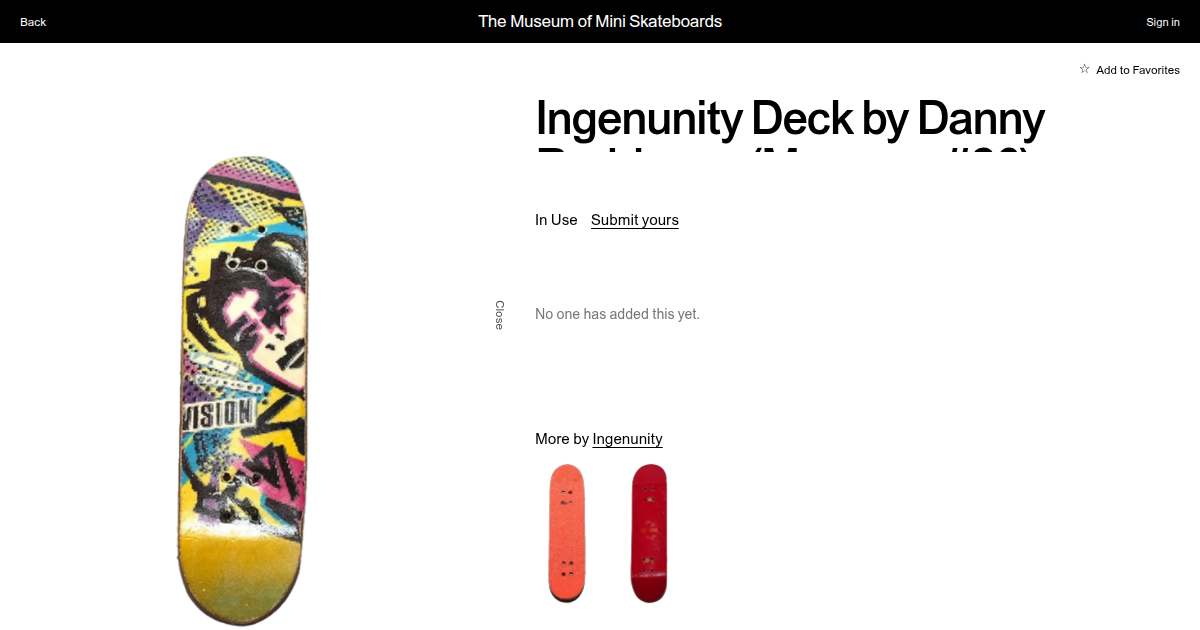 Back
The Museum of Mini Skateboards
Sign in
☆ Add to Favorites
Ingenunity Deck by Danny
In Use Submit yours
Close
No one has added this yet.
VISION
More by Ingenunity